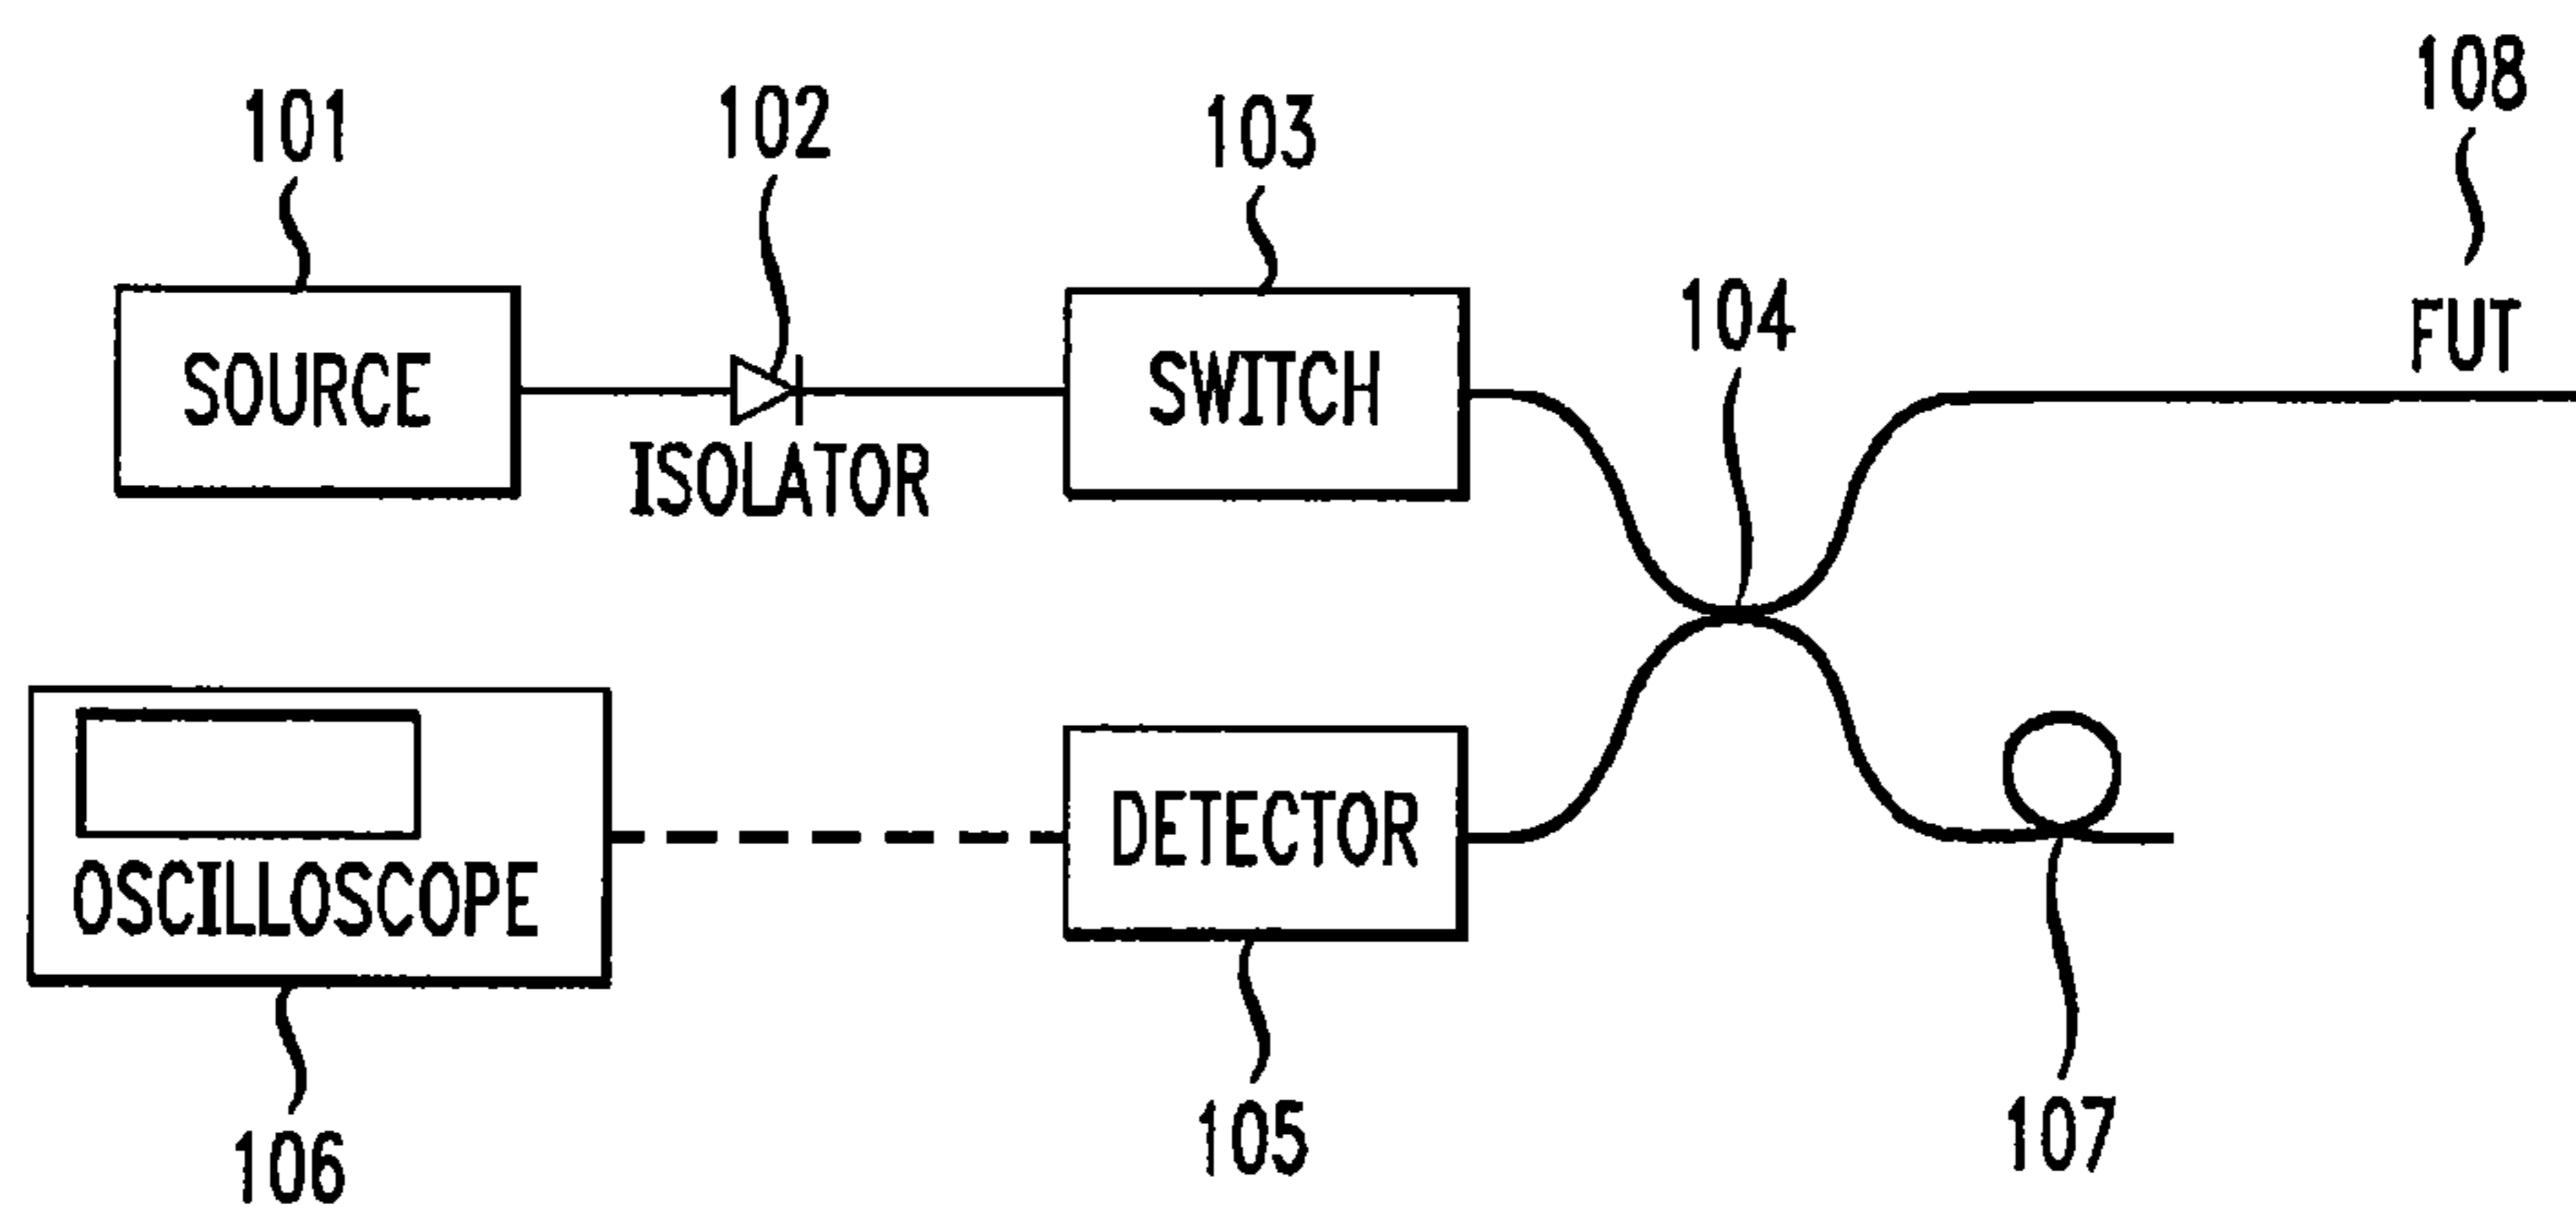 101
102
103
108
104
FUT
SOURCE
SWITCH
ISOLATOR
DETECTOR
OSCILLOSCOPE
105
107
106